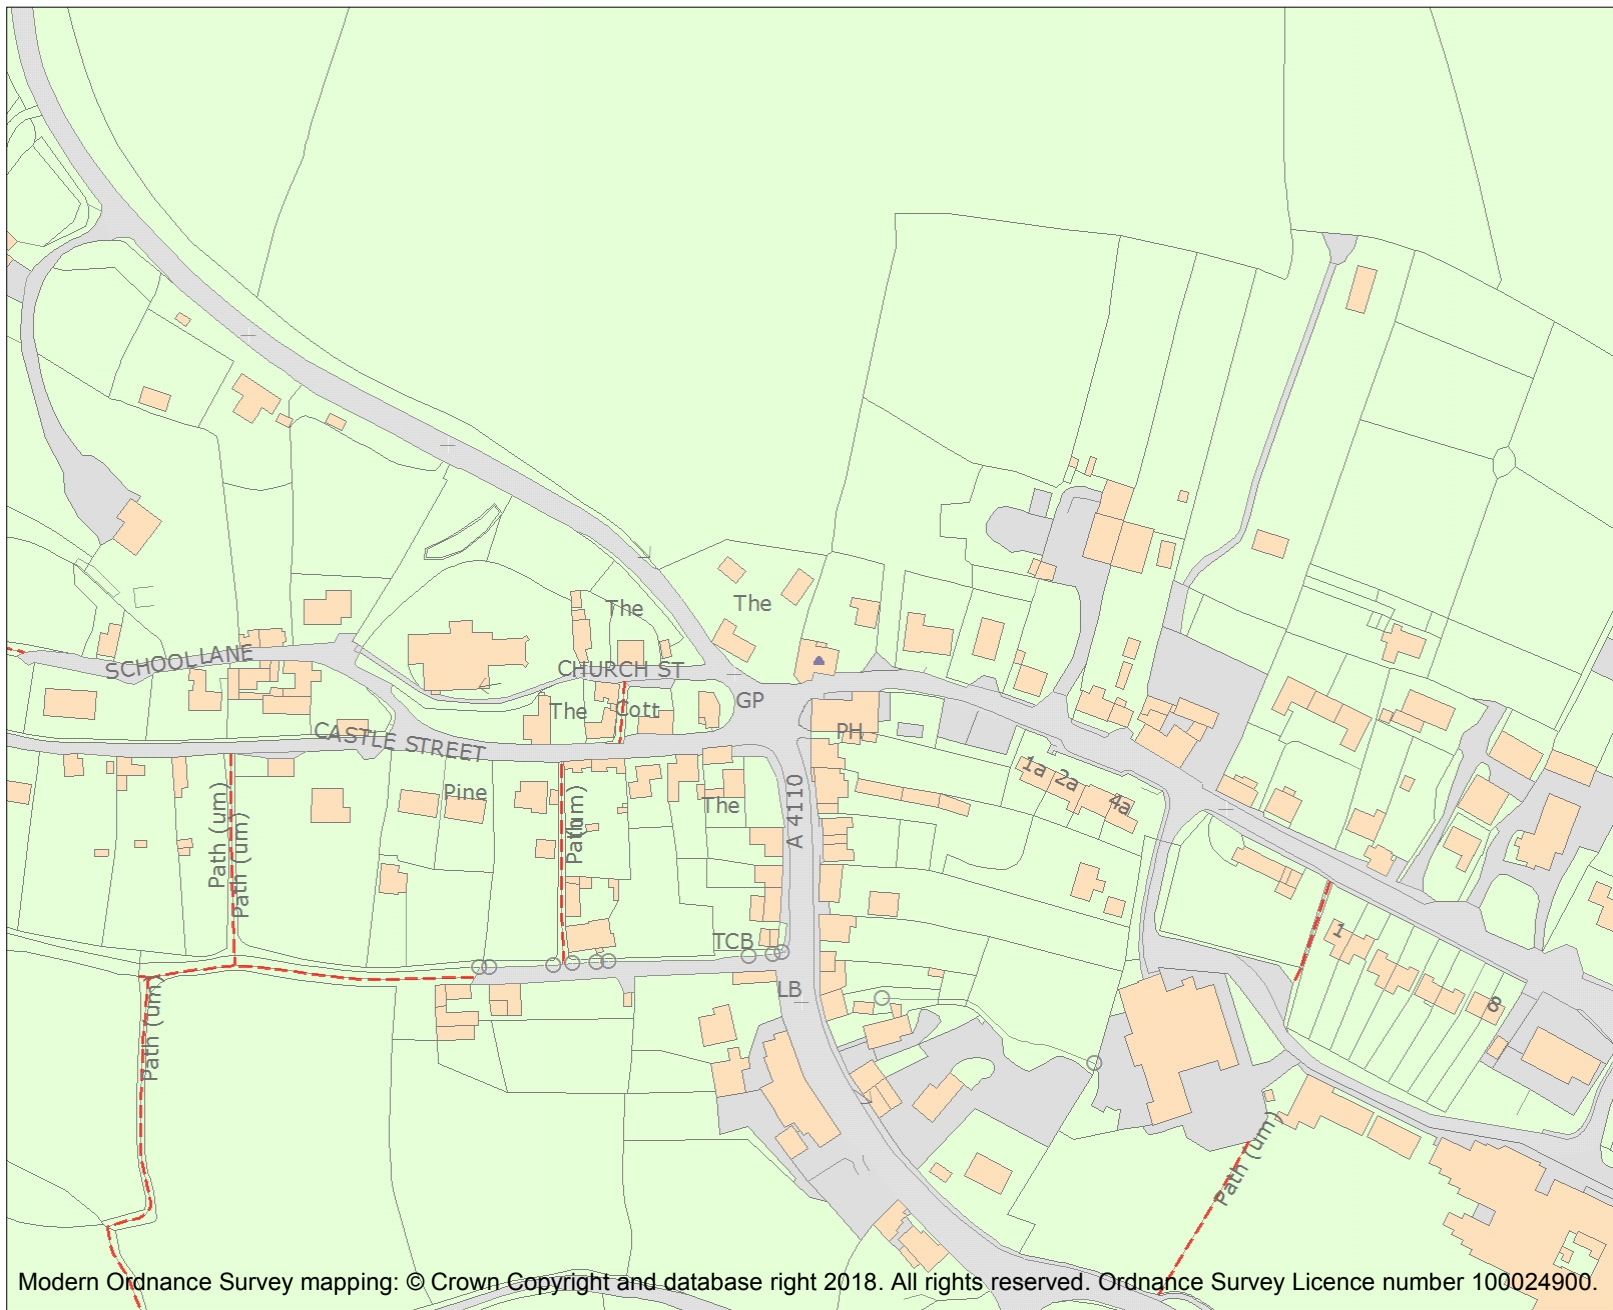 The
The
SCHOOL LANE
CHURCH ST
The
Cott
GP
CASTLE STREET
PH
1a
2a
4a
Pine
The
A 4110
Path (um)
Path (um)
Path (um)
TCB
LB
1
8
Path (um)
Path (um)
Modern Ordnance Survey mapping: © Crown Copyright and database right 2018. All rights reserved. Ordnance Survey Licence number 100024900.